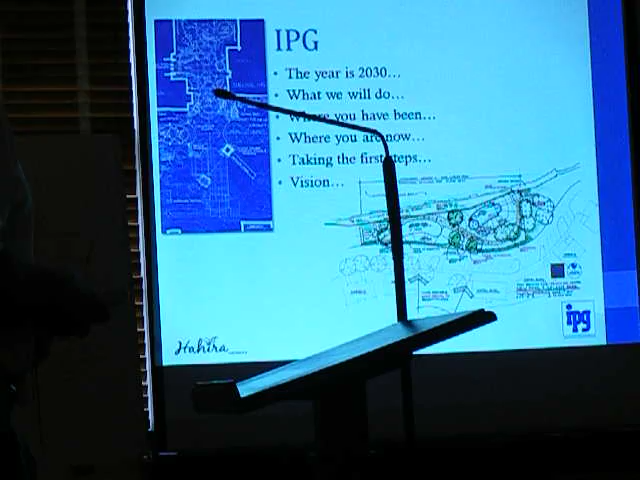 IPG
• The year is 2030...
• What we will do...
• Where you have been...
• Where you are now...
• Taking the first steps...
• Vision...
Hahira
ipg